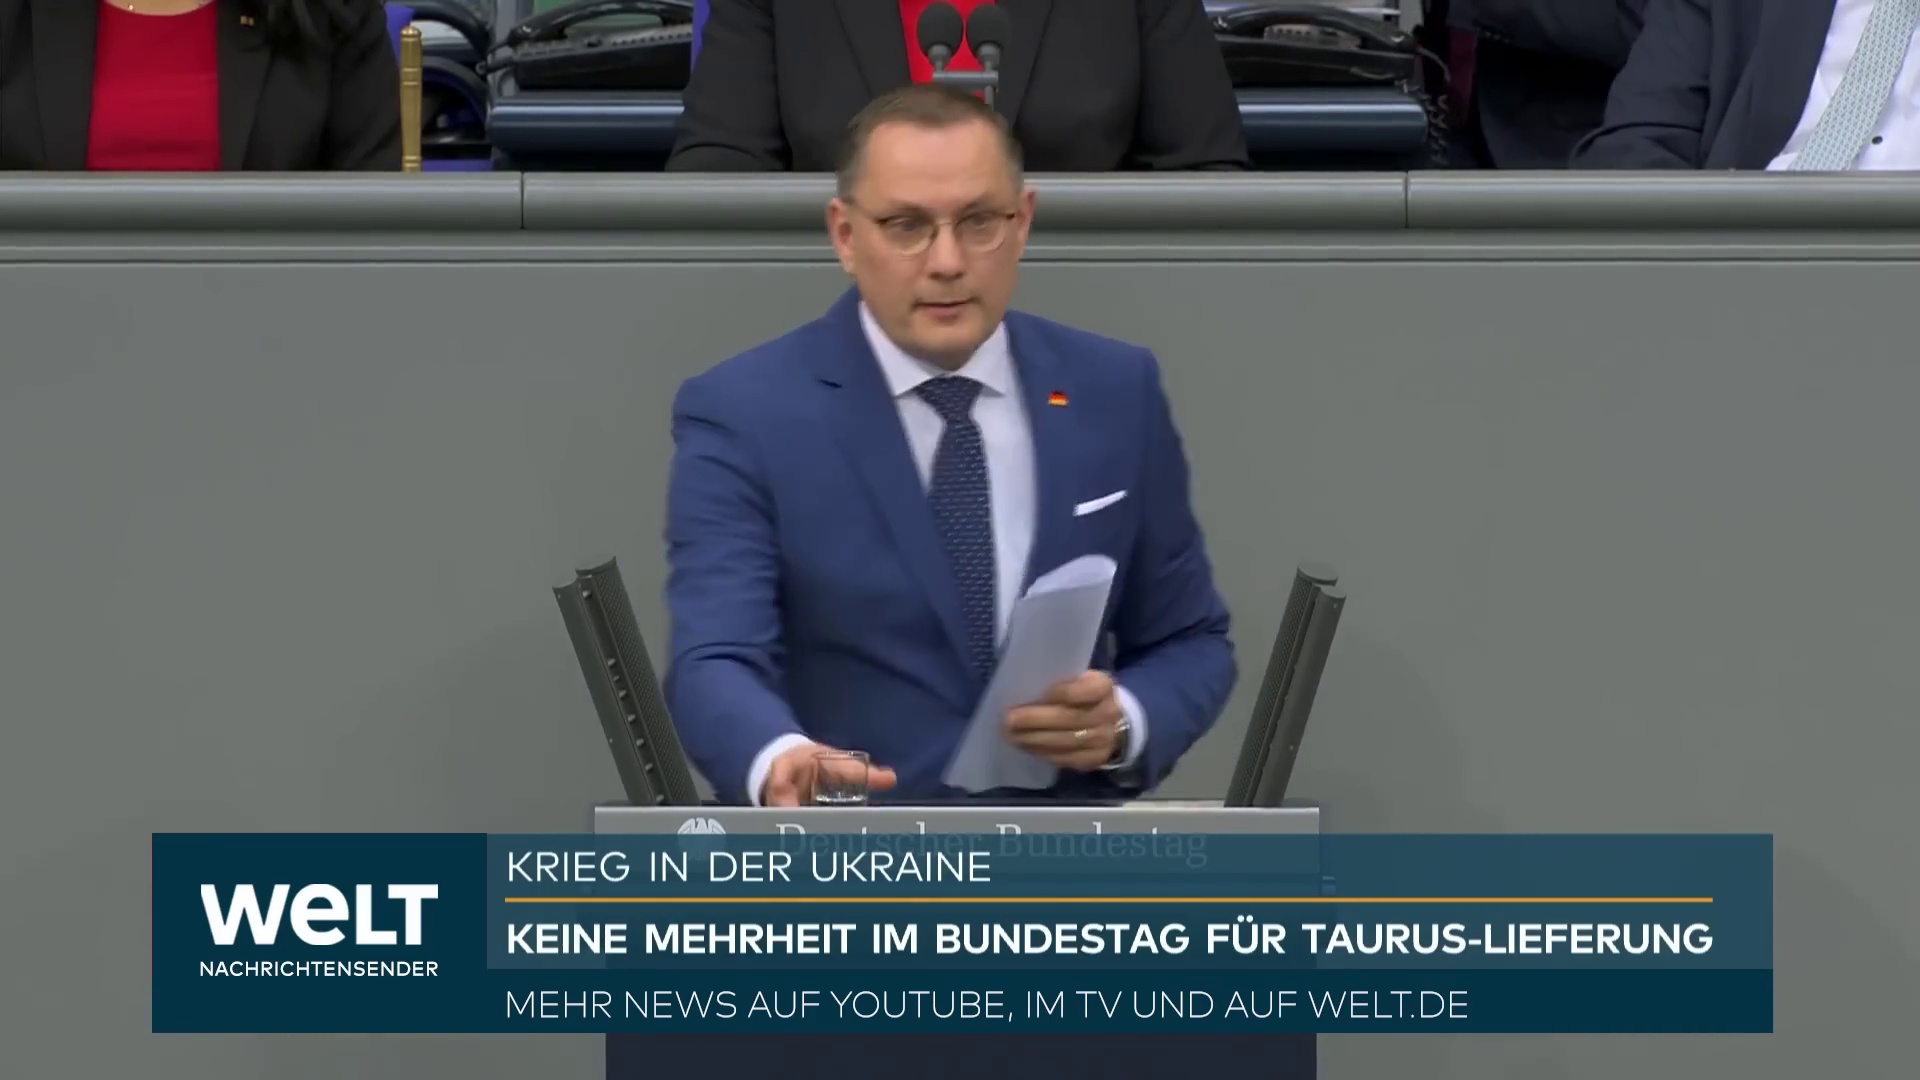 Deutscher Bundestag
KRIEG IN DER UKRAINE
WELT
NACHRICHTENSENDER
KEINE MEHRHEIT IM BUNDESTAG FÜR TAURUS-LIEFERUNG
MEHR NEWS AUF YOUTUBE, IM TV UND AUF WELT.DE